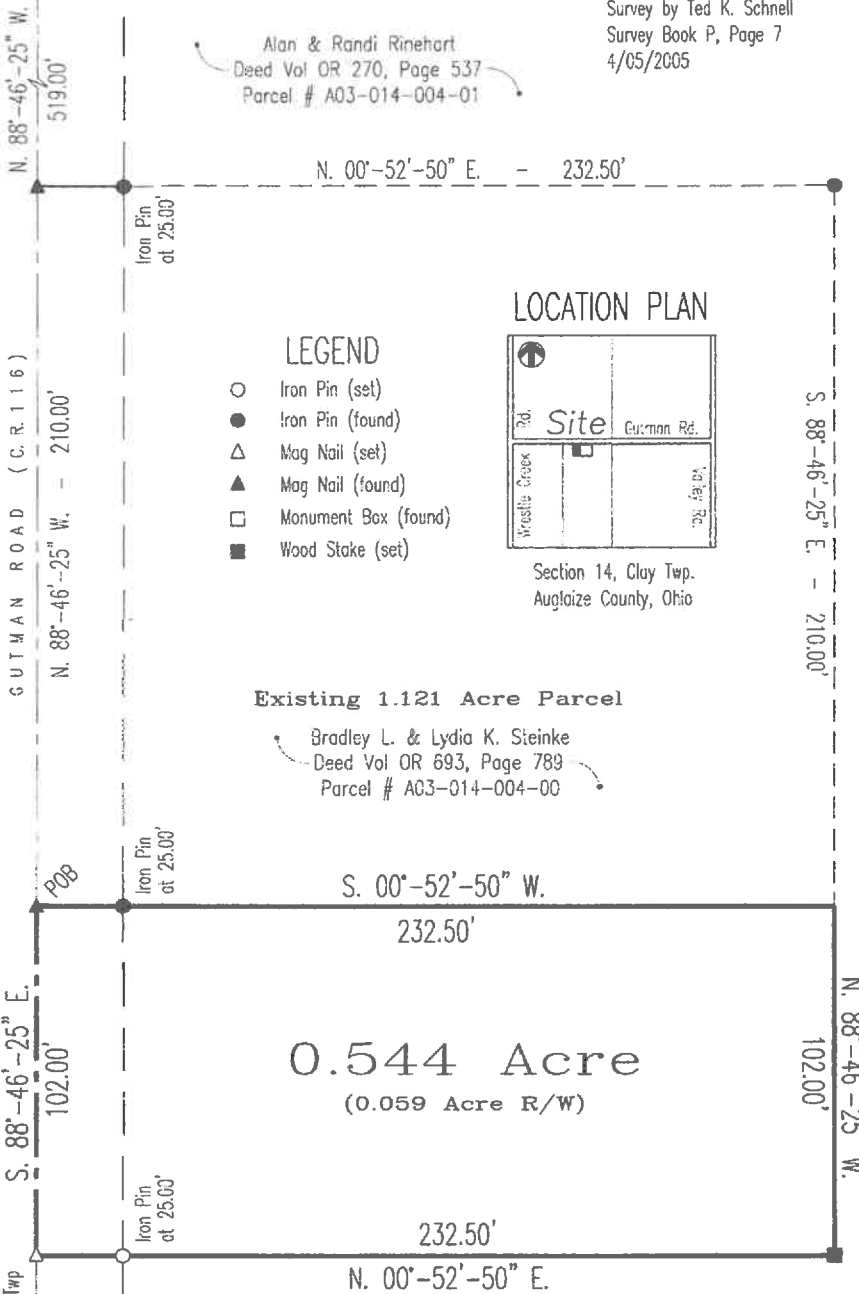 Survey by Ted K. Schnell
Survey Book P, Page 7
4/05/2005
N. 88°-46'-25" W.
519.00'
Alan & Randi Rinehart
Deed Vol OR 270, Page 537
Parcel # A03-014-004-01
N. 00°-52'-50" E. - 232.50'
Iron Pin
at 25.00'
GUTMAN ROAD (C.R.116)
N. 88°-46'-25" W. - 210.00'
LEGEND
Iron Pin (set)
Iron Pin (found)
Mag Nail (set)
Mag Nail (found)
Monument Box (found)
Wood Stake (set)
LOCATION PLAN
Rd.
Site
Gutman Rd.
Wrestle Creek
Valley Rd.
Section 14, Clay Twp.
Auglaize County, Ohio
S. 88°-46'-25" E. - 210.00'
Existing 1.121 Acre Parcel
Bradley L. & Lydia K. Steinke
Deed Vol OR 693, Page 789
Parcel # A03-014-004-00
POB
Iron Pin
at 25.00'
S. 00°-52'-50" W.
232.50'
S. 88°-46'-25" E.
102.00'
0.544 Acre
(0.059 Acre R/W)
N. 88°-46'-25" W.
102.00'
Iron Pin
at 25.00'
232.50'
N. 00°-52'-50" E.
Twp